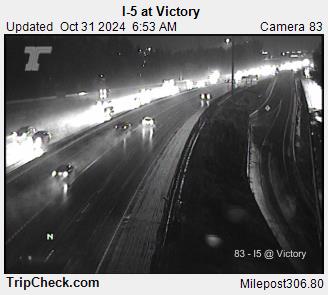 I-5 at Victory
Updated Oct 31 2024 6:53 AM Camera 83
T
N
83 - I5 @ Victory
TripCheck.com Milepost306.80